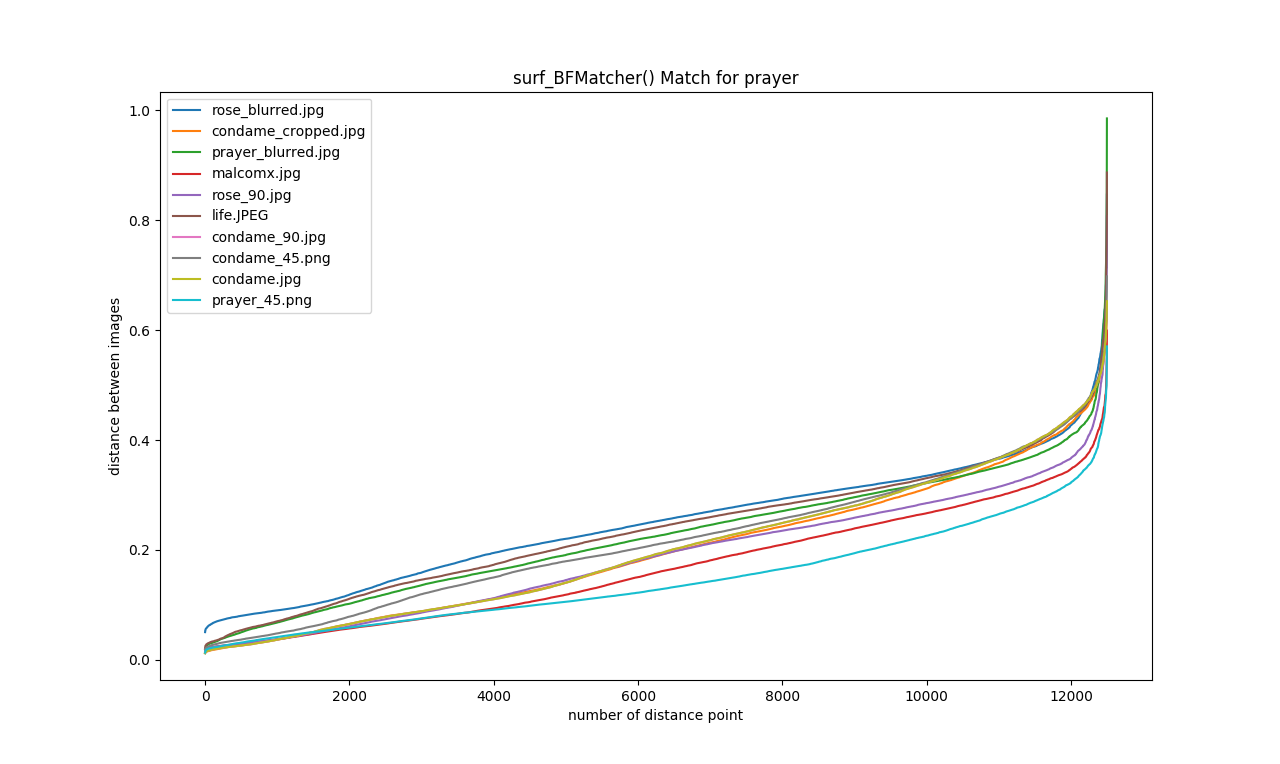 surf_BFMatcher() Match for prayer
rose_blurred.jpg
condame_cropped.jpg
prayer_blurred.jpg
malcomx.jpg
rose_90.jpg
life.JPEG
condame_90.jpg
condame_45.png
condame.jpg
prayer_45.png
1.0
0.8
0.6
0.4
0.2
0.0
distance between images
0 2000 4000 6000 8000 10000 12000
number of distance point